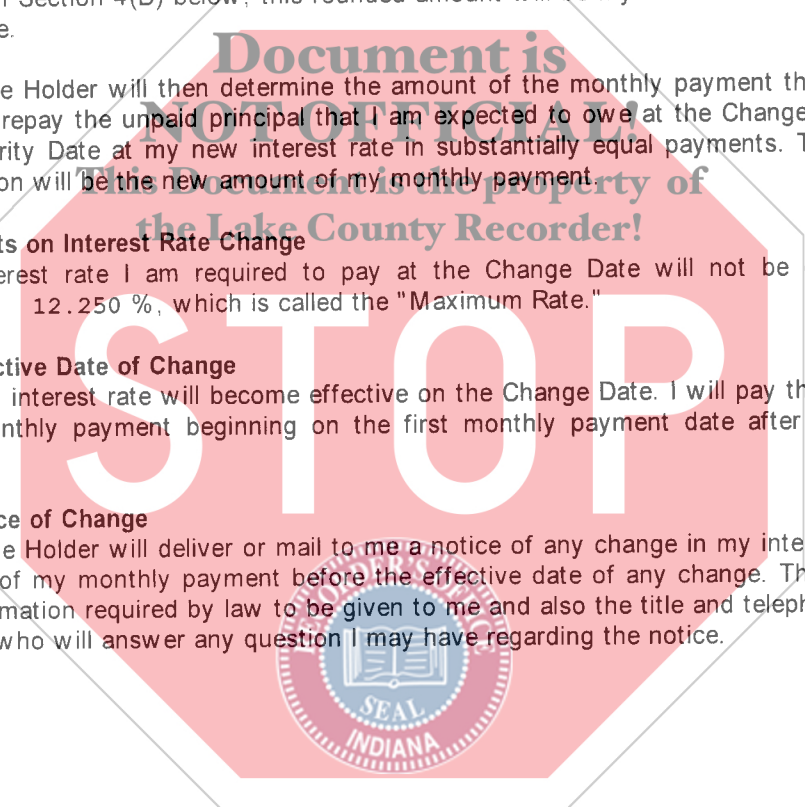 Section 4(D) below, this rounded amount will be my
e.
Document is
e Holder will then determine the amount of the monthly payment th
NOT OFFICIAL!
repay the unpaid principal that I am expected to owe at the Change
rity Date at my new interest rate in substantially equal payments. T
on will be the new amount of my monthly payment.
This Document is the property of
the Lake County Recorder!
ts on Interest Rate Change
erest rate I am required to pay at the Change Date will not be
12.250 %, which is called the "Maximum Rate."
STOP
ctive Date of Change
interest rate will become effective on the Change Date. I will pay th
nthly payment beginning on the first monthly payment date after
ce of Change
e Holder will deliver or mail to me a notice of any change in my inte
of my monthly payment before the effective date of any change. Th
mation required by law to be given to me and also the title and teleph
who will answer any question I may have regarding the notice.
RECORDER'S OFFICE
SEAL
INDIANA